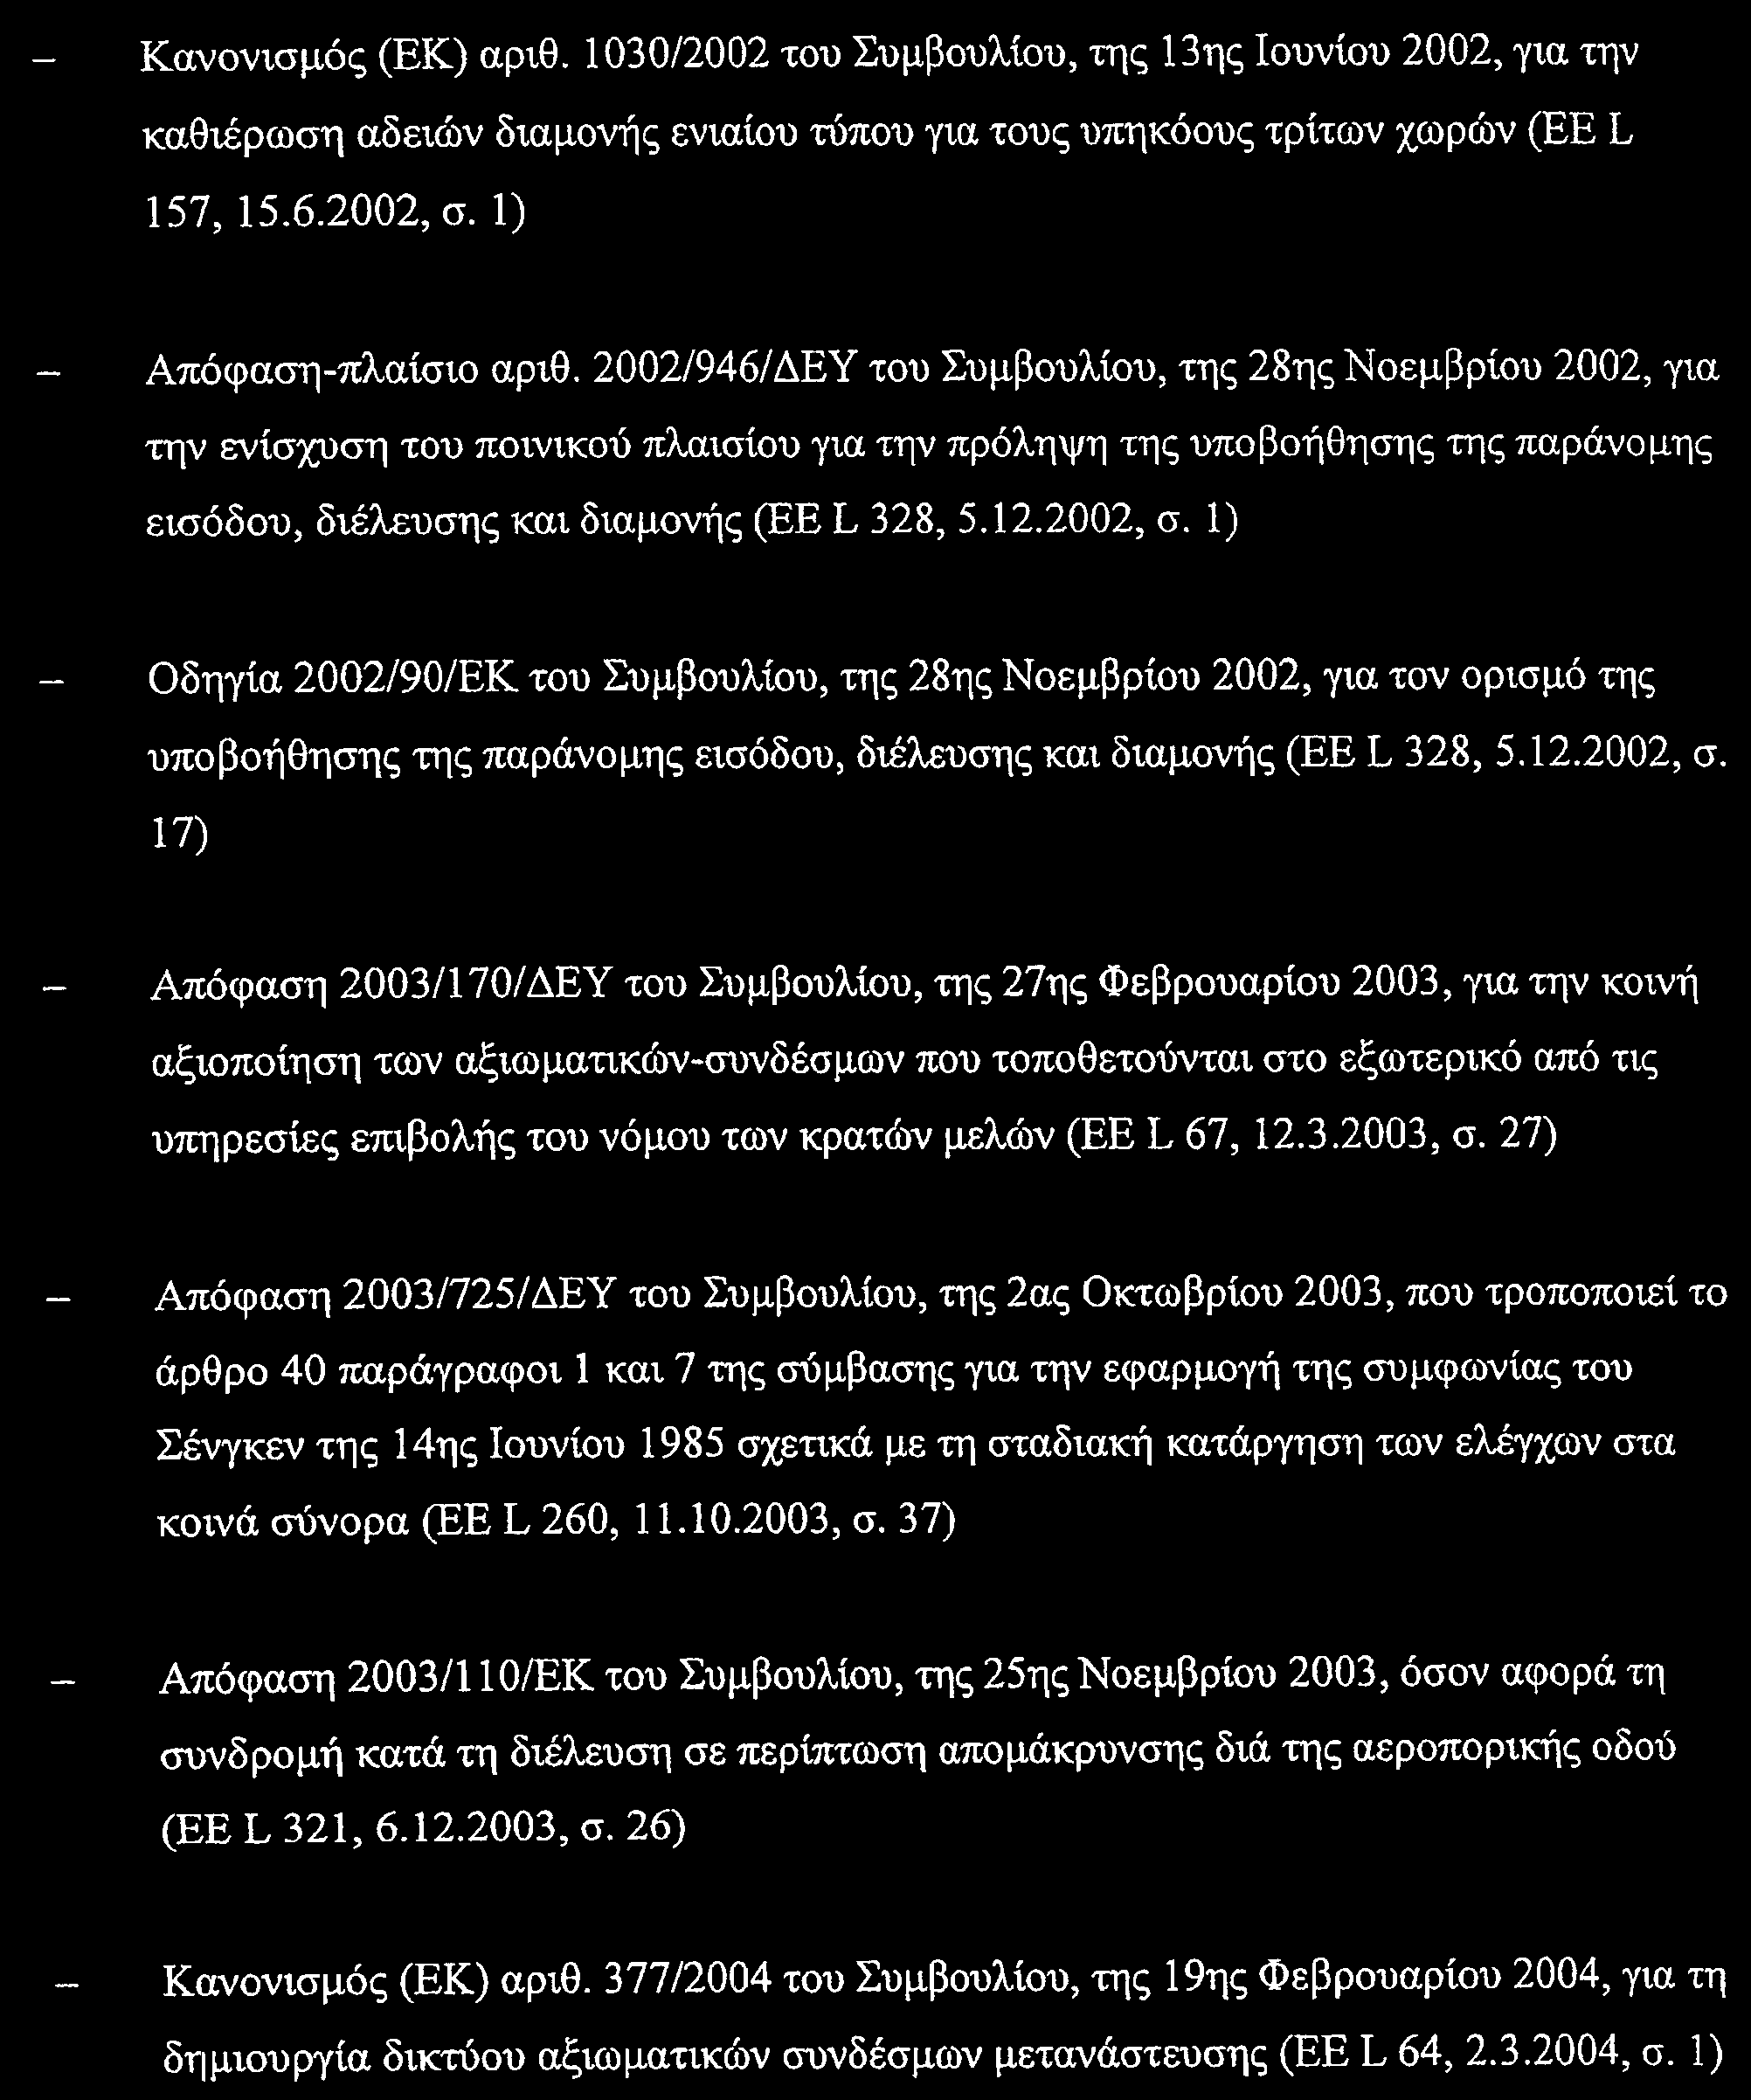 – Κανονισμός (ΕΚ) αριθ. 1030/2002 του Συμβουλίου, της 13ης Ιουνίου 2002, για την
καθιέρωση αδειών διαμονής ενιαίου τύπου για τους υπηκόους τρίτων χωρών (ΕΕ L
157, 15.6.2002, σ. 1)
– Απόφαση-πλαίσιο αριθ. 2002/946/ΔΕΥ του Συμβουλίου, της 28ης Νοεμβρίου 2002, για
την ενίσχυση του ποινικού πλαισίου για την πρόληψη της υποβοήθησης της παράνομης
εισόδου, διέλευσης και διαμονής (ΕΕ L 328, 5.12.2002, σ. 1)
– Οδηγία 2002/90/ΕΚ του Συμβουλίου, της 28ης Νοεμβρίου 2002, για τον ορισμό της
υποβοήθησης της παράνομης εισόδου, διέλευσης και διαμονής (ΕΕ L 328, 5.12.2002, σ.
17)
– Απόφαση 2003/170/ΔΕΥ του Συμβουλίου, της 27ης Φεβρουαρίου 2003, για την κοινή
αξιοποίηση των αξιωματικών-συνδέσμων που τοποθετούνται στο εξωτερικό από τις
υπηρεσίες επιβολής του νόμου των κρατών μελών (ΕΕ L 67, 12.3.2003, σ. 27)
– Απόφαση 2003/725/ΔΕΥ του Συμβουλίου, της 2ας Οκτωβρίου 2003, που τροποποιεί το
άρθρο 40 παράγραφοι 1 και 7 της σύμβασης για την εφαρμογή της συμφωνίας του
Σένγκεν της 14ης Ιουνίου 1985 σχετικά με τη σταδιακή κατάργηση των ελέγχων στα
κοινά σύνορα (ΕΕ L 260, 11.10.2003, σ. 37)
– Απόφαση 2003/110/ΕΚ του Συμβουλίου, της 25ης Νοεμβρίου 2003, όσον αφορά τη
συνδρομή κατά τη διέλευση σε περίπτωση απομάκρυνσης διά της αεροπορικής οδού
(ΕΕ L 321, 6.12.2003, σ. 26)
– Κανονισμός (ΕΚ) αριθ. 377/2004 του Συμβουλίου, της 19ης Φεβρουαρίου 2004, για τη
δημιουργία δικτύου αξιωματικών συνδέσμων μετανάστευσης (ΕΕ L 64, 2.3.2004, σ. 1)